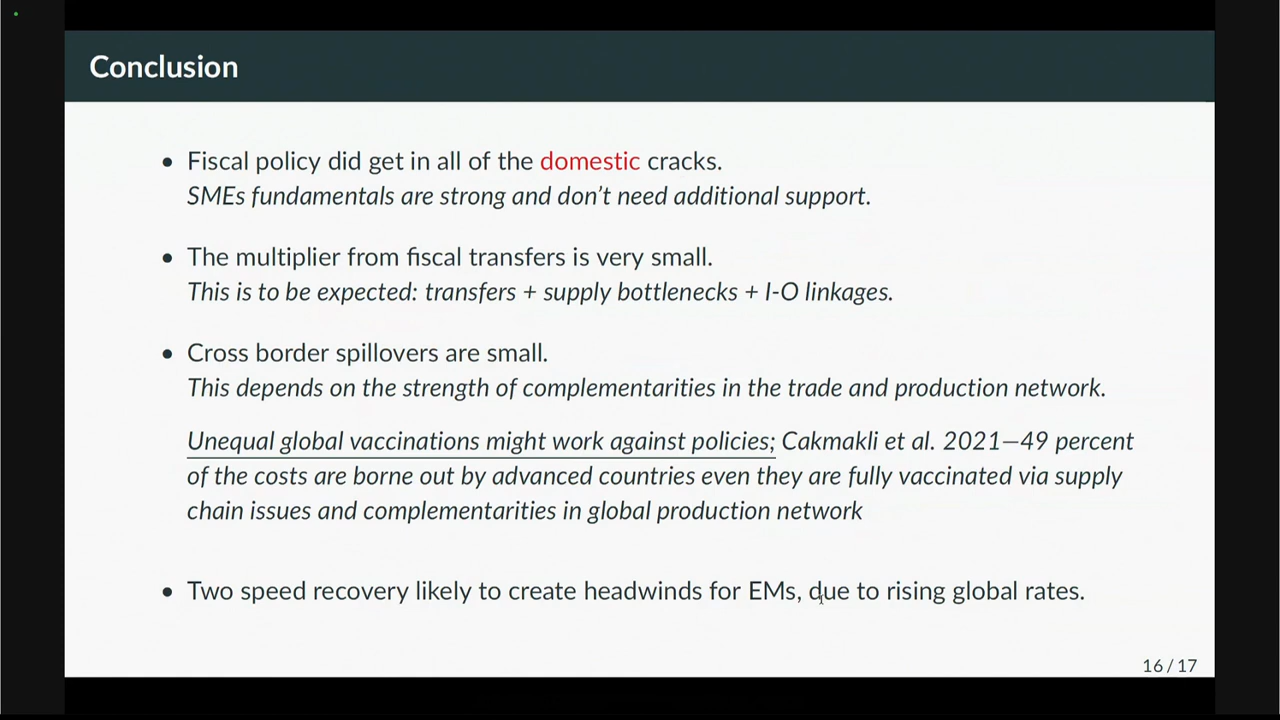 Conclusion
• Fiscal policy did get in all of the domestic cracks.
SMEs fundamentals are strong and don't need additional support.
• The multiplier from fiscal transfers is very small.
This is to be expected: transfers + supply bottlenecks + I-O linkages.
• Cross border spillovers are small.
This depends on the strength of complementarities in the trade and production network.
Unequal global vaccinations might work against policies; Cakmakli et al. 2021—49 percent
of the costs are borne out by advanced countries even they are fully vaccinated via supply
chain issues and complementarities in global production network
• Two speed recovery likely to create headwinds for EMs, due to rising global rates.
16 / 17